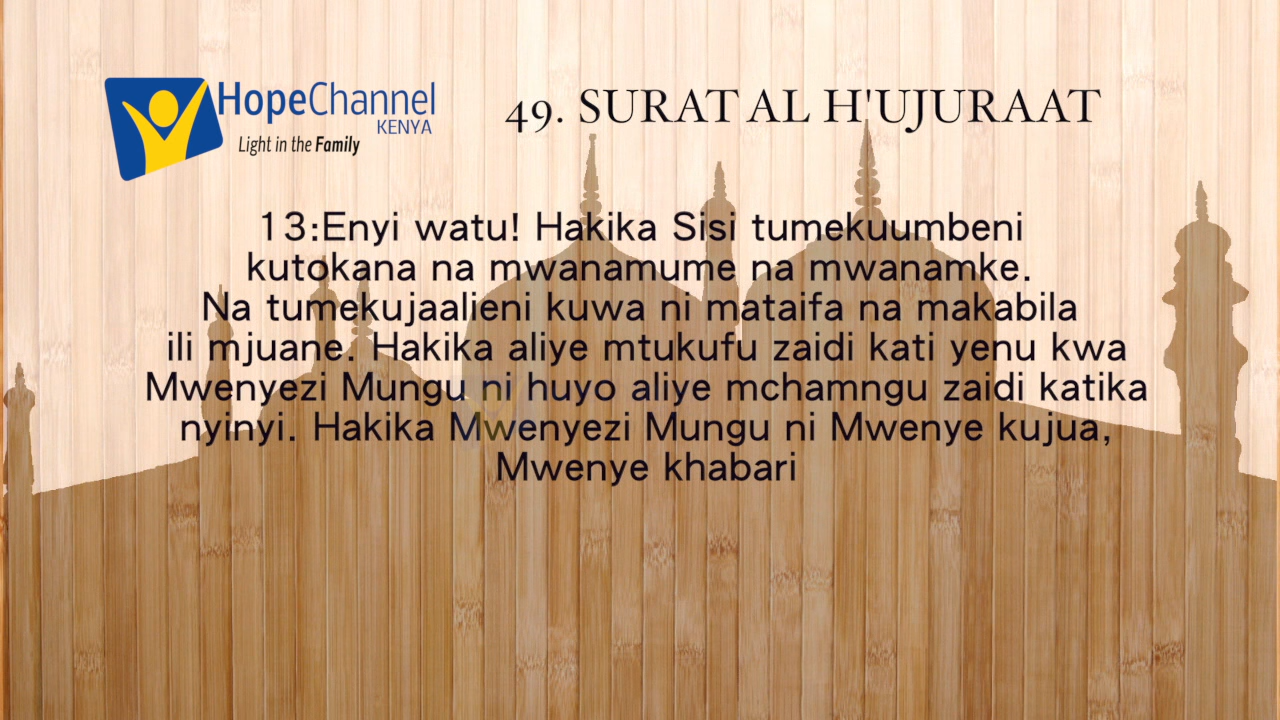 HopeChannel
KENYA
Light in the Family
49. SURAT AL H'UJURAAT
13:Enyi watu! Hakika Sisi tumekuumbeni
kutokana na mwanamume na mwanamke.
Na tumekujaalieni kuwa ni mataifa na makabila
ili mjuane. Hakika aliye mtukufu zaidi kati yenu kwa
Mwenyezi Mungu ni huyo aliye mchamngu zaidi katika
nyinyi. Hakika Mwenyezi Mungu ni Mwenye kujua,
Mwenye khabari